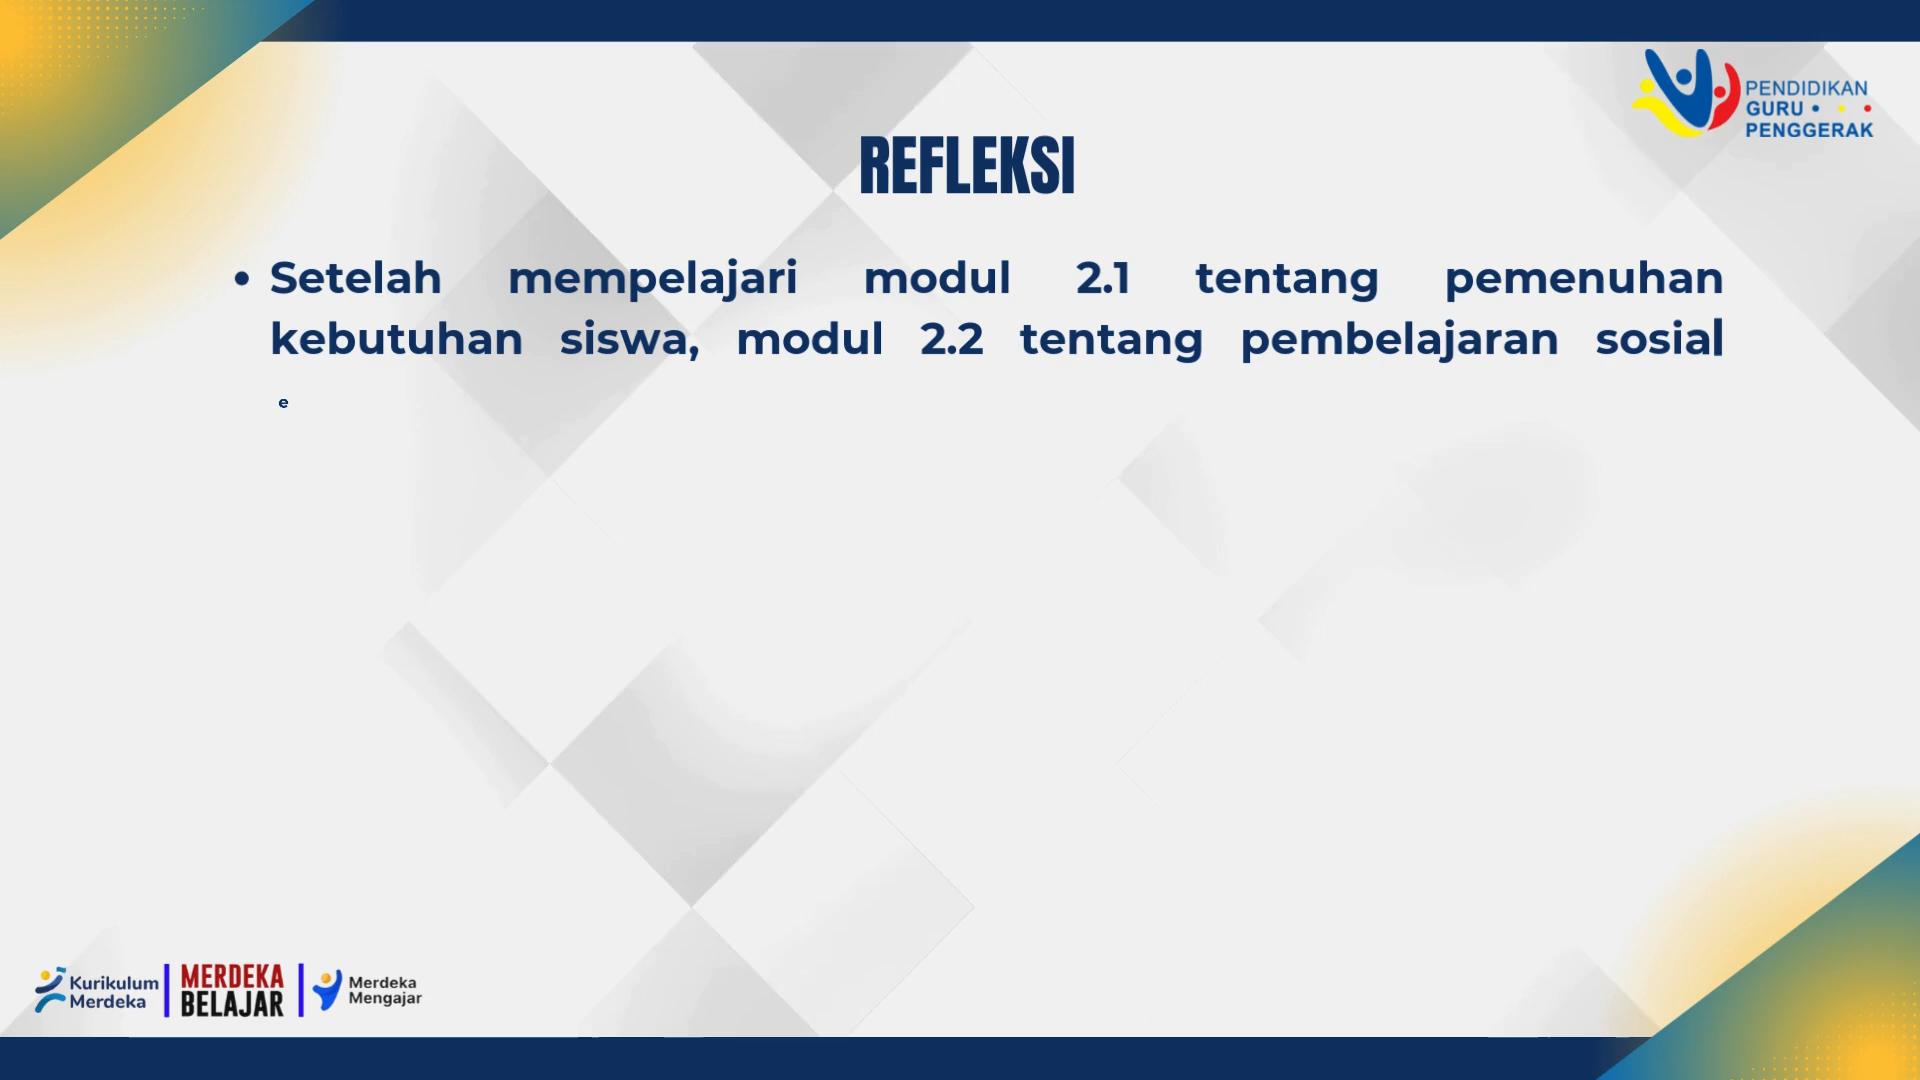 PENDIDIKAN
GURU
PENGGERAK
REFLEKSI
• Setelah mempelajari modul 2.1 tentang pemenuhan
kebutuhan siswa, modul 2.2 tentang pembelajaran sosial
e
Kurikulum
Merdeka
MERDEKA
BELAJAR
Merdeka
Mengajar